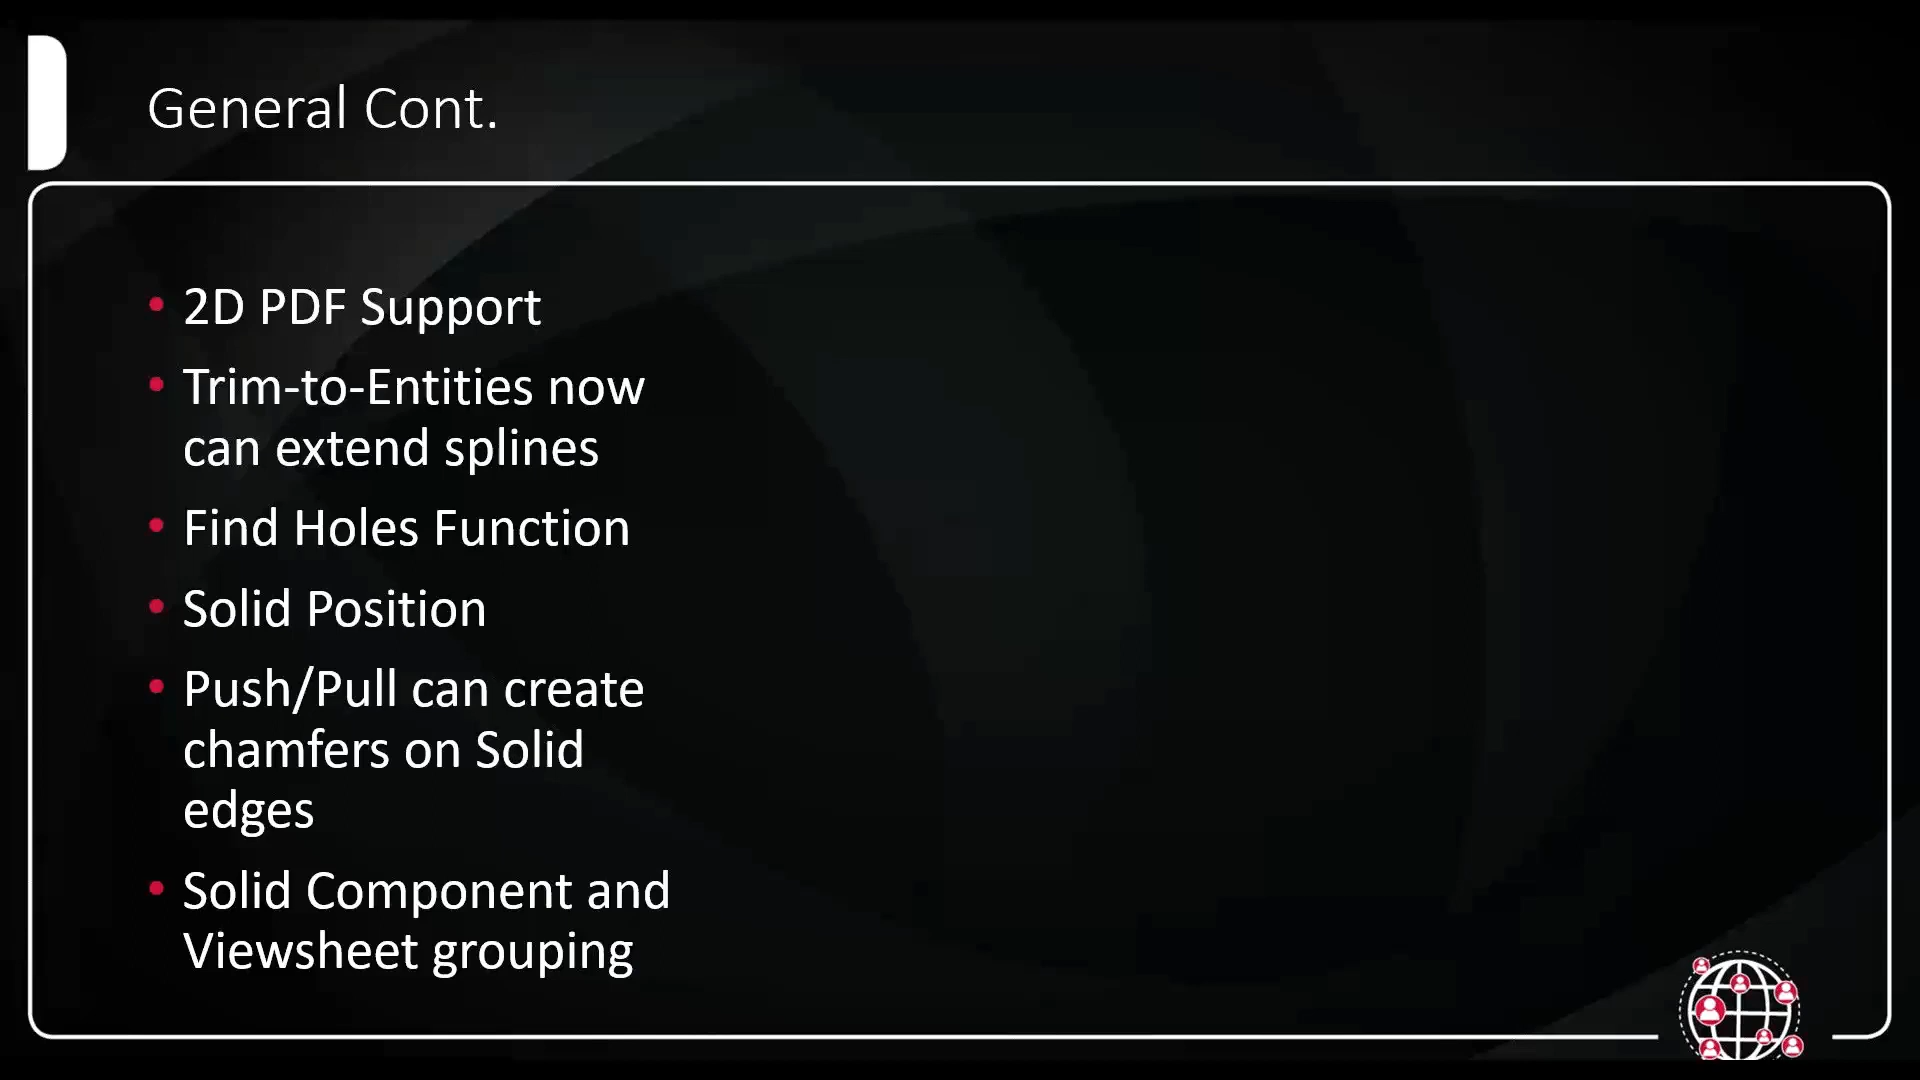 General Cont.
• 2D PDF Support
• Trim-to-Entities now
can extend splines
• Find Holes Function
• Solid Position
• Push/Pull can create
chamfers on Solid
edges
• Solid Component and
Viewsheet grouping